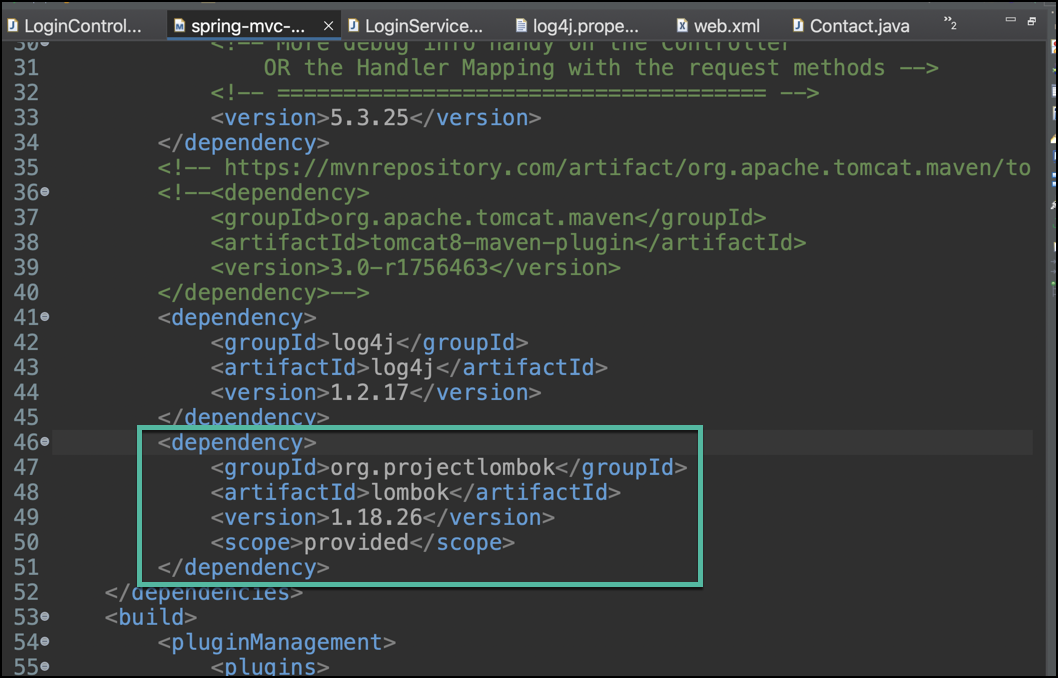 LoginControl...
spring-mvc-...
LoginService...
log4j.prope...
web.xml
Contact.java
»2
30 <!-- More debug info handy on the Controller
31 OR the Handler Mapping with the request methods -->
32 <!-- ===================================== -->
33 <version>5.3.25</version>
34 </dependency>
35 <!-- https://mvnrepository.com/artifact/org.apache.tomcat.maven/to
36 <!--<dependency>
37 <groupId>org.apache.tomcat.maven</groupId>
38 <artifactId>tomcat8-maven-plugin</artifactId>
39 <version>3.0-r1756463</version>
40 </dependency>-->
41 <dependency>
42 <groupId>log4j</groupId>
43 <artifactId>log4j</artifactId>
44 <version>1.2.17</version>
45 </dependency>
46 <dependency>
47 <groupId>org.projectlombok</groupId>
48 <artifactId>lombok</artifactId>
49 <version>1.18.26</version>
50 <scope>provided</scope>
51 </dependency>
52 </dependencies>
53 <build>
54 <pluginManagement>
55 <plugins>